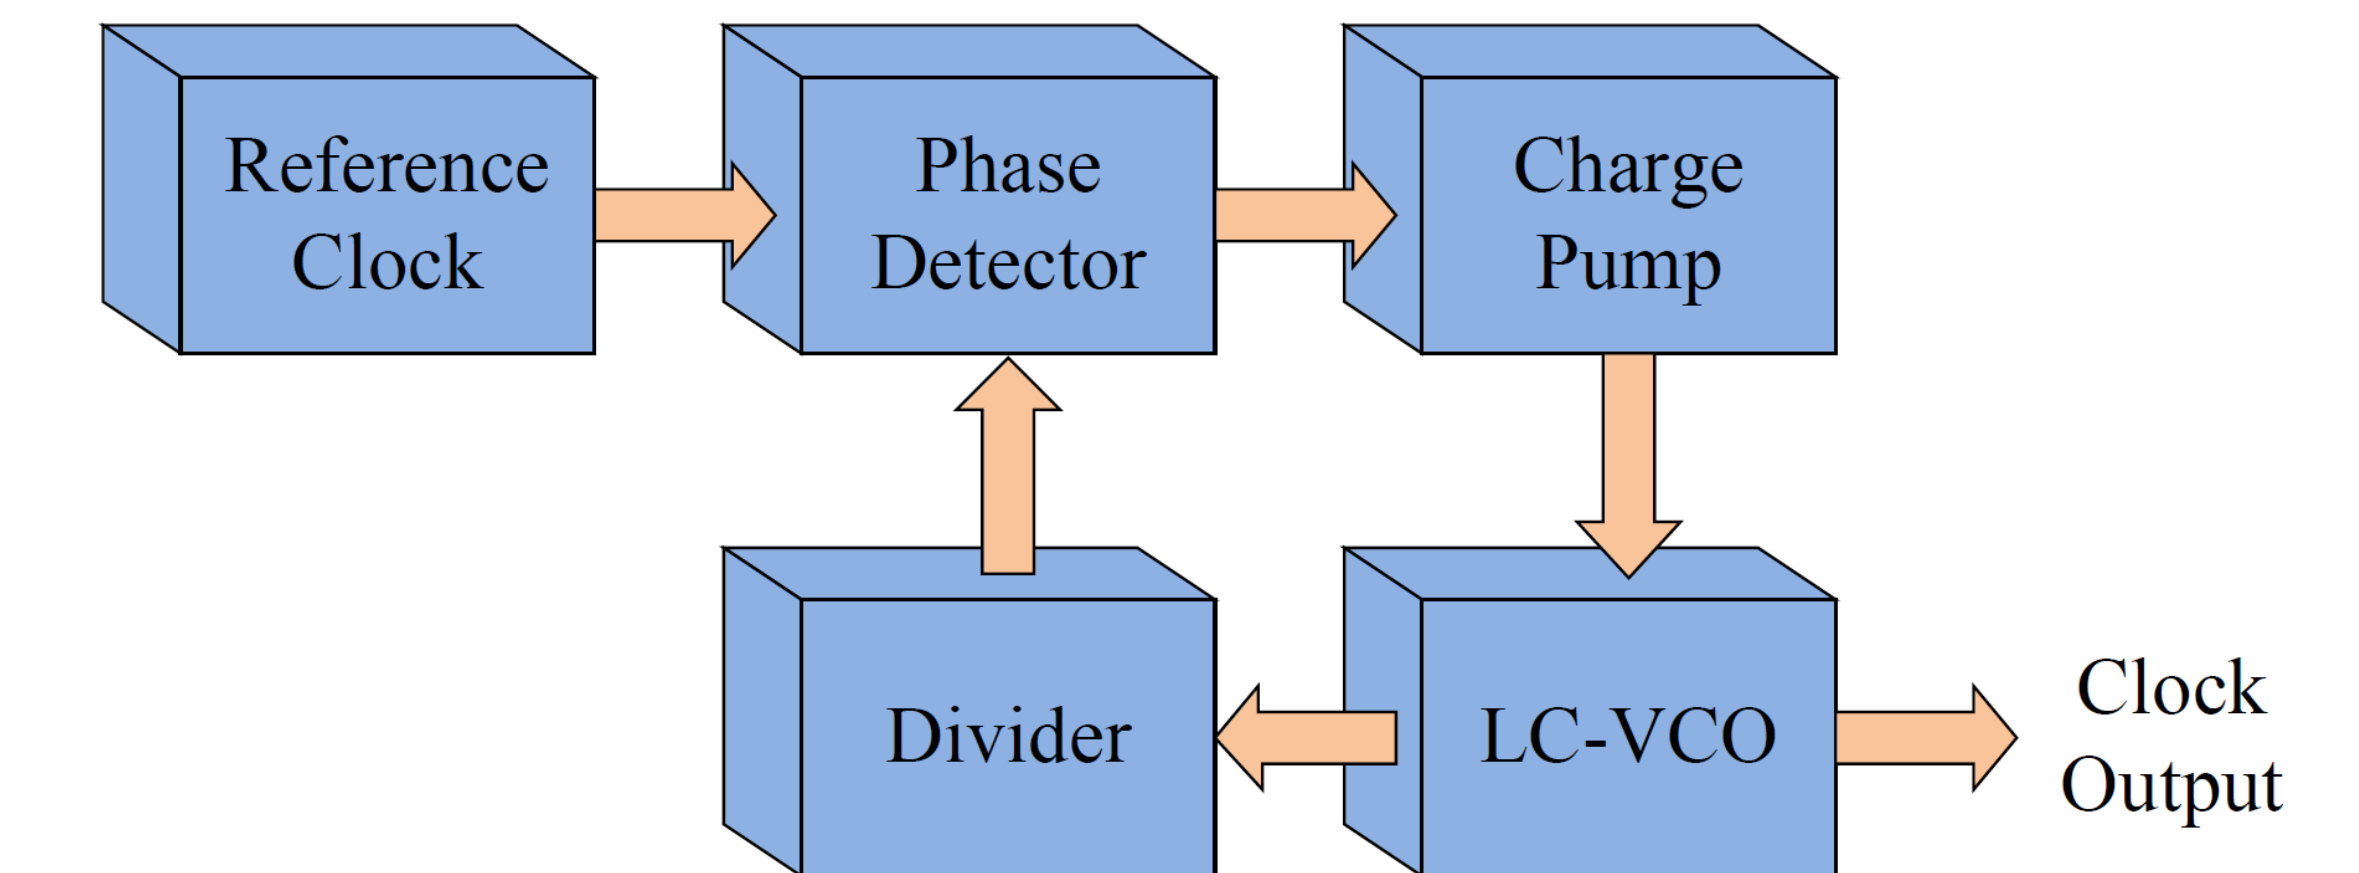 Reference
Clock
Phase
Detector
Charge
Pump
Divider
LC-VCO
Clock
Output